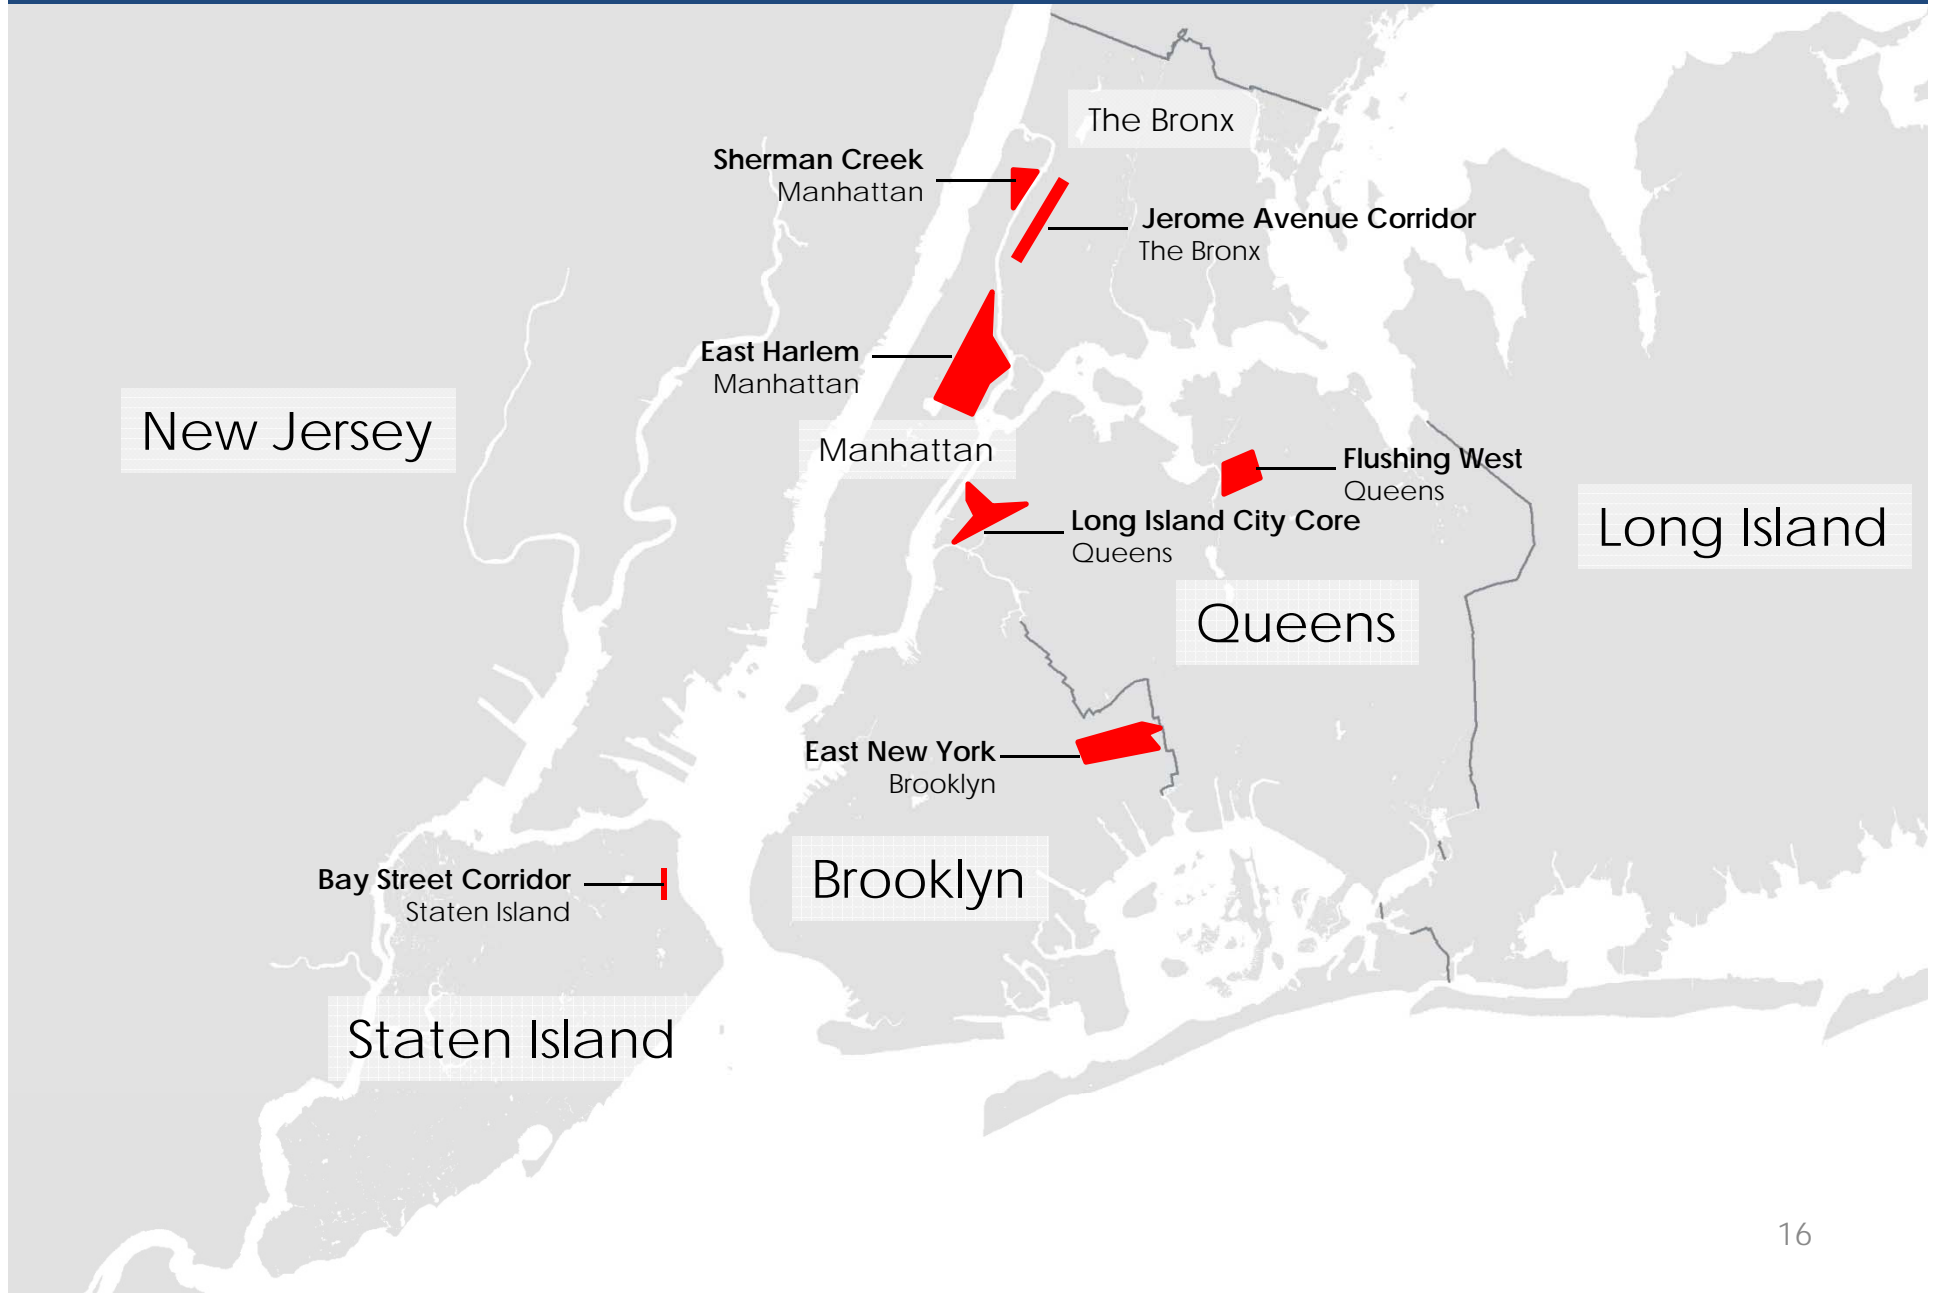 The Bronx
Sherman Creek
Manhattan
Jerome Avenue Corridor
The Bronx
East Harlem
Manhattan
New Jersey
Manhattan
Flushing West
Queens
Long Island City Core
Queens
Long Island
Queens
East New York
Brooklyn
Bay Street Corridor
Staten Island
Brooklyn
Staten Island
16